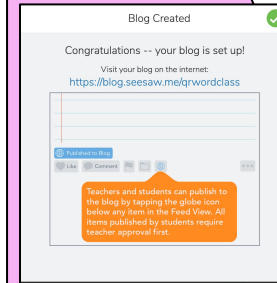 Blog Created
Congratulations -- your blog is set up!
Visit your blog on the internet:
https://blog.seesaw.me/qrwordclass
Published to Blog
Like Comment
Teachers and students can publish to
the blog by tapping the globe icon
below any item in the Feed View. All
items published by students require
teacher approval first.